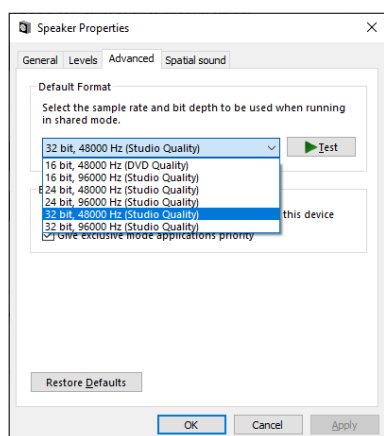 Speaker Properties
General Levels Advanced Spatial sound
Default Format
Select the sample rate and bit depth to be used when running
in shared mode.
32 bit, 48000 Hz (Studio Quality)
Test
16 bit, 48000 Hz (DVD Quality)
16 bit, 96000 Hz (Studio Quality)
24 bit, 48000 Hz (Studio Quality)
24 bit, 96000 Hz (Studio Quality)
32 bit, 48000 Hz (Studio Quality)
this device
32 bit, 96000 Hz (Studio Quality)
Give exclusive mode applications priority
Restore Defaults
OK Cancel Apply